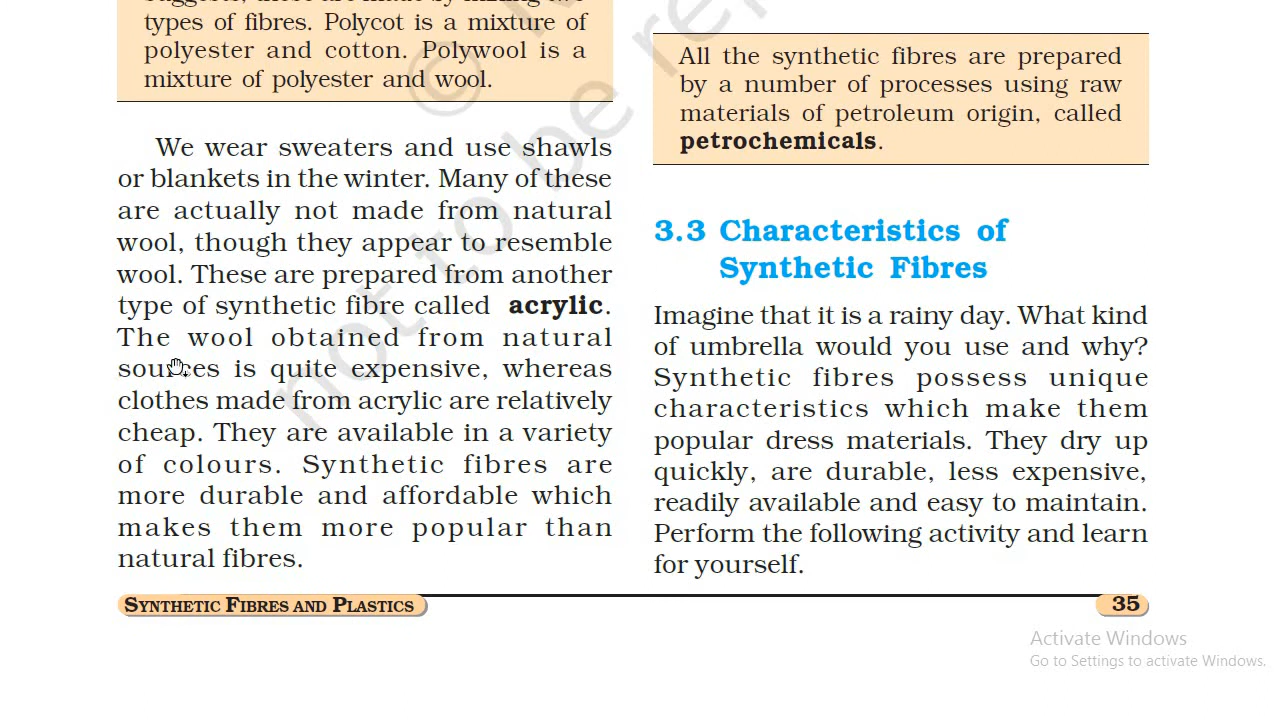 types of fibres. Polycot is a mixture of
polyester and cotton. Polywool is a
mixture of polyester and wool.
We wear sweaters and use shawls
or blankets in the winter. Many of these
are actually not made from natural
wool, though they appear to resemble
wool. These are prepared from another
type of synthetic fibre called acrylic.
The wool obtained from natural
sources is quite expensive, whereas
clothes made from acrylic are relatively
cheap. They are available in a variety
of colours. Synthetic fibres are
more durable and affordable which
makes them more popular than
natural fibres.
All the synthetic fibres are prepared
by a number of processes using raw
materials of petroleum origin, called
petrochemicals.
3.3 Characteristics of
Synthetic Fibres
Imagine that it is a rainy day. What kind
of umbrella would you use and why?
Synthetic fibres possess unique
characteristics which make them
popular dress materials. They dry up
quickly, are durable, less expensive,
readily available and easy to maintain.
Perform the following activity and learn
for yourself.
SYNTHETIC FIBRES AND PLASTICS
35
not to be re
©
Activate Windows
Go to Settings to activate Windows.